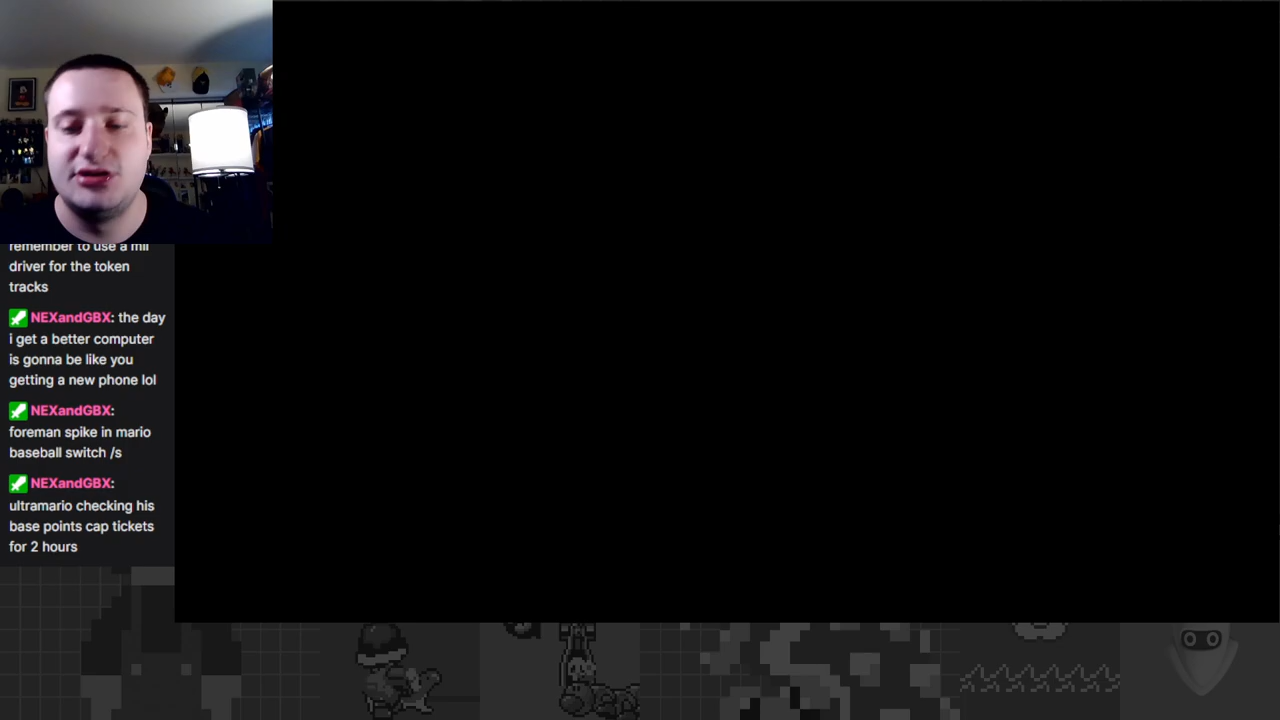 remember to use a mii
driver for the token
tracks
NEXandGBX: the day
i get a better computer
is gonna be like you
getting a new phone lol
NEXandGBX:
foreman spike in mario
baseball switch /s
NEXandGBX:
ultramario checking his
base points cap tickets
for 2 hours